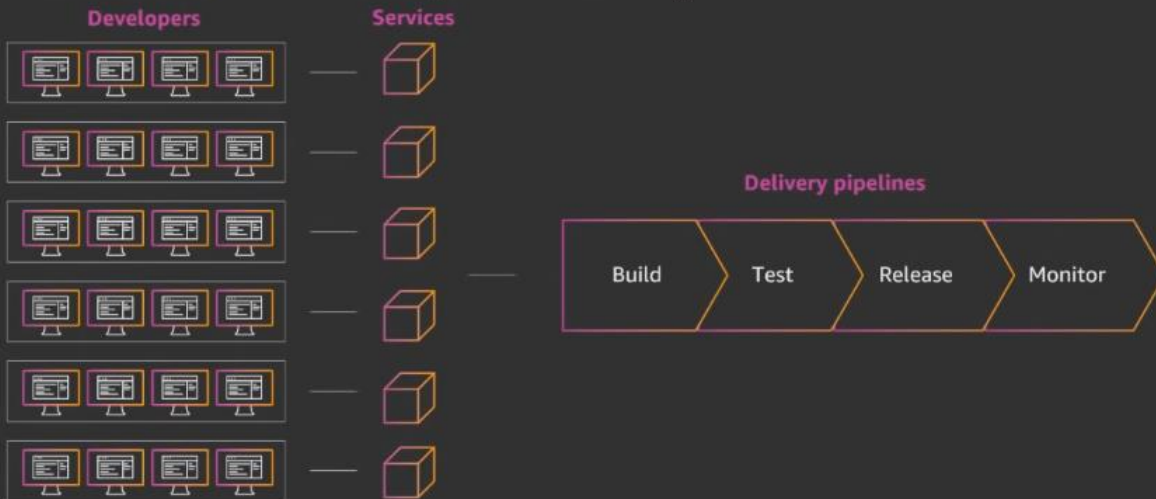 Developers
Services
Delivery pipelines
Build
Test
Release
Monitor